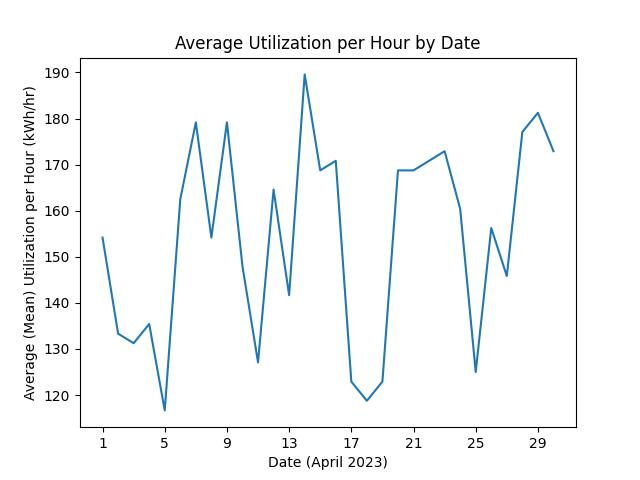 Average Utilization per Hour by Date
Average (Mean) Utilization per Hour (kWh/hr)
190
180
170
160
150
140
130
120
1 5 9 13 17 21 25 29
Date (April 2023)